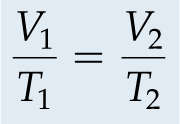 V₁/T₁ = V₂/T₂